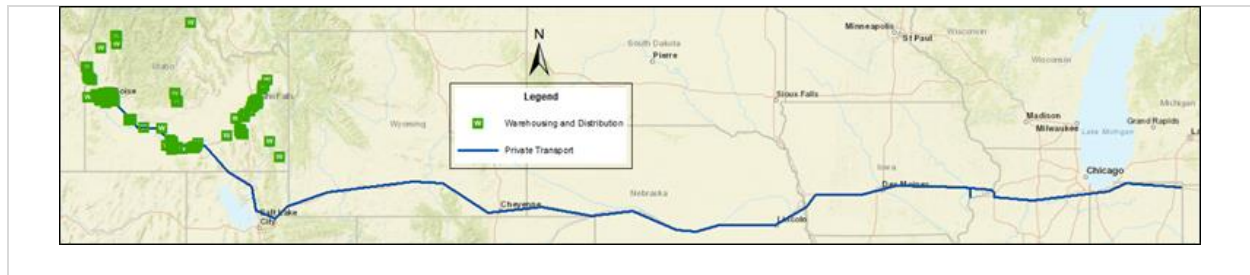 Minneapolis
St Paul
Wisconsin
N
South Dakota
Pierre
Wisconsin
Idaho
oise
Legend
Sioux Falls
Michigan
W Warehousing and Distribution
Madison
Milwaukee
Lake Michigan
Grand Rapids
Wyoming
Private Transport
Iowa
Chicago
Des Moines
Nebraska
Cheyenne
Salt Lake
City
Lincoln